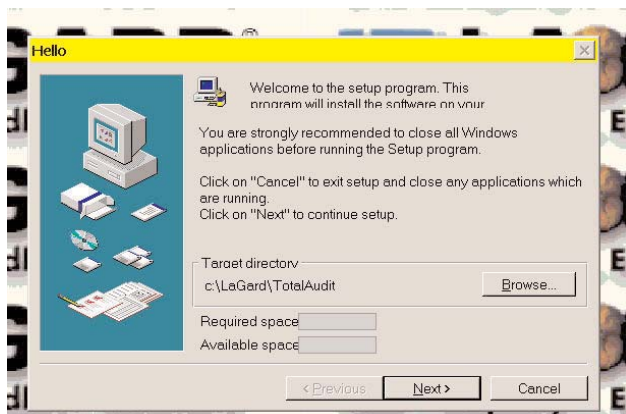 Hello
Welcome to the setup program. This
program will install the software on your
You are strongly recommended to close all Windows
applications before running the Setup program.
Click on "Cancel" to exit setup and close any applications which
are running.
Click on "Next" to continue setup.
Target directory
c:\LaGard\TotalAudit
Browse...
Required space
Available space
< Previous
Next >
Cancel